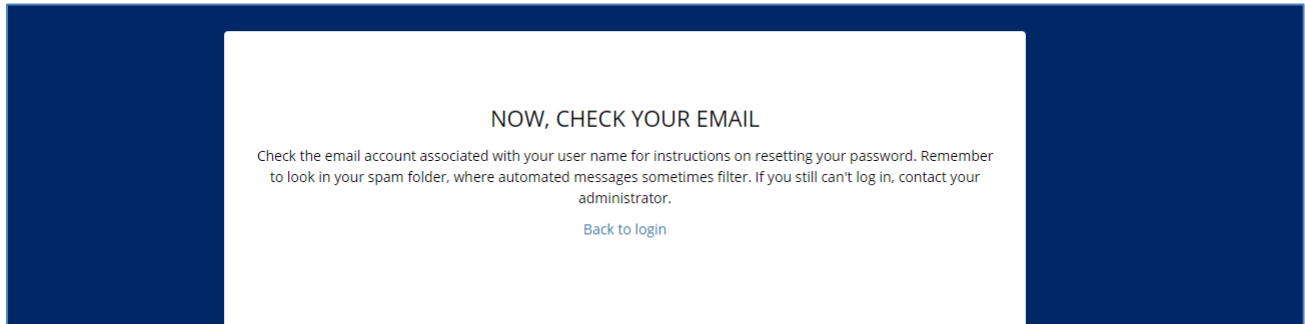 NOW, CHECK YOUR EMAIL
Check the email account associated with your user name for instructions on resetting your password. Remember
to look in your spam folder, where automated messages sometimes filter. If you still can't log in, contact your
administrator.
Back to login